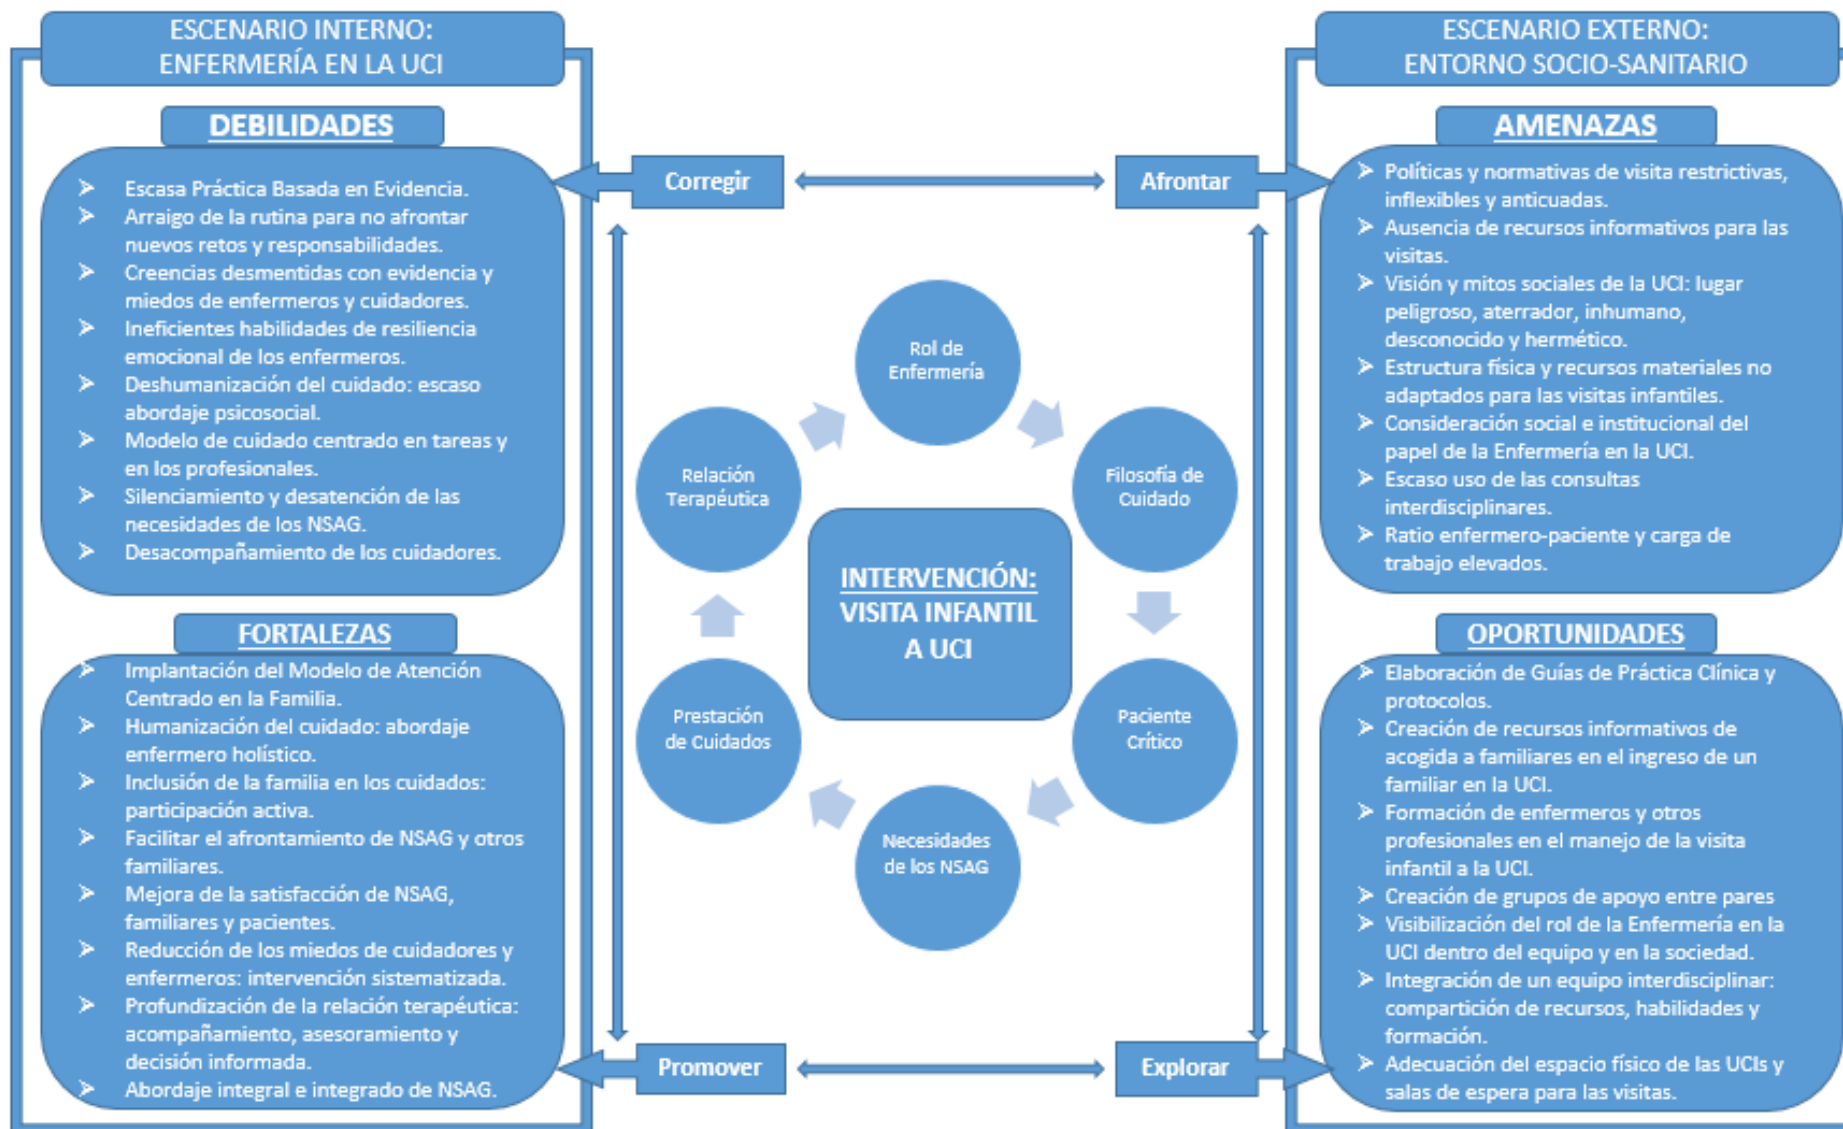 ESCENARIO INTERNO:
ENFERMERÍA EN LA UCI
DEBILIDADES
Escasa Práctica Basada en Evidencia.
Arraigo de la rutina para no afrontar
nuevos retos y responsabilidades.
Creencias desmentidas con evidencia y
miedos de enfermeros y cuidadores.
Ineficientes habilidades de resiliencia
emocional de los enfermeros.
Deshumanización del cuidado: escaso
abordaje psicosocial.
Modelo de cuidado centrado en tareas y
en los profesionales.
Silenciamiento y desatención de las
necesidades de los NSAG.
Desacompañamiento de los cuidadores.
FORTALEZAS
Implantación del Modelo de Atención
Centrado en la Familia.
Humanización del cuidado: abordaje
enfermero holístico.
Inclusión de la familia en los cuidados:
participación activa.
Facilitar el afrontamiento de NSAG y otros
familiares.
Mejora de la satisfacción de NSAG,
familiares y pacientes.
Reducción de los miedos de cuidadores y
enfermeros: intervención sistematizada.
Profundización de la relación terapéutica:
acompañamiento, asesoramiento y
decisión informada.
Abordaje integral e integrado de NSAG.
Corregir
Afrontar
Rol de
Enfermería
Filosofía de
Cuidado
Paciente
Crítico
Necesidades
de los NSAG
Prestación
de Cuidados
Relación
Terapéutica
INTERVENCIÓN:
VISITA INFANTIL
A UCI
Promover
Explorar
ESCENARIO EXTERNO:
ENTORNO SOCIO-SANITARIO
AMENAZAS
Políticas y normativas de visita restrictivas,
inflexibles y anticuadas.
Ausencia de recursos informativos para las
visitas.
Visión y mitos sociales de la UCI: lugar
peligroso, aterrador, inhumano,
desconocido y hermético.
Estructura física y recursos materiales no
adaptados para las visitas infantiles.
Consideración social e institucional del
papel de la Enfermería en la UCI.
Escaso uso de las consultas
interdisciplinares.
Ratio enfermero-paciente y carga de
trabajo elevados.
OPORTUNIDADES
Elaboración de Guías de Práctica Clínica y
protocolos.
Creación de recursos informativos de
acogida a familiares en el ingreso de un
familiar en la UCI.
Formación de enfermeros y otros
profesionales en el manejo de la visita
infantil a la UCI.
Creación de grupos de apoyo entre pares
Visibilización del rol de la Enfermería en la
UCI dentro del equipo y en la sociedad.
Integración de un equipo interdisciplinar:
compartición de recursos, habilidades y
formación.
Adecuación del espacio físico de las UCIs y
salas de espera para las visitas.